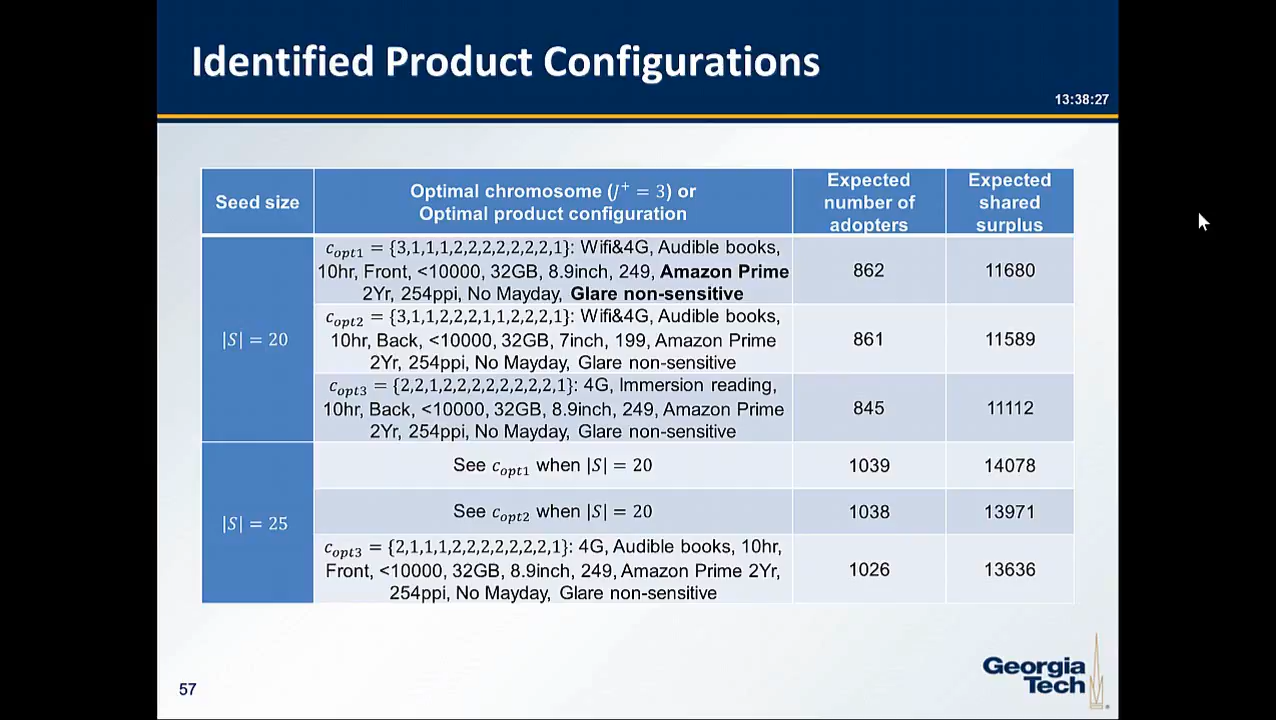 Identified Product Configurations
13:38:27
Seed size
Optimal chromosome (J⁺ = 3) or
Optimal product configuration
Expected
number of
adopters
Expected
shared
surplus
|S| = 20
c_opt1 = {3,1,1,1,2,2,2,2,2,2,2,1}: Wifi&4G, Audible books,
10hr, Front, <10000, 32GB, 8.9inch, 249, Amazon Prime
2Yr, 254ppi, No Mayday, Glare non-sensitive
862
11680
c_opt2 = {3,1,1,2,2,2,1,1,2,2,2,1}: Wifi&4G, Audible books,
10hr, Back, <10000, 32GB, 7inch, 199, Amazon Prime
2Yr, 254ppi, No Mayday, Glare non-sensitive
861
11589
c_opt3 = {2,2,1,2,2,2,2,2,2,2,2,1}: 4G, Immersion reading,
10hr, Back, <10000, 32GB, 8.9inch, 249, Amazon Prime
2Yr, 254ppi, No Mayday, Glare non-sensitive
845
11112
|S| = 25
See c_opt1 when |S| = 20
1039
14078
See c_opt2 when |S| = 20
1038
13971
c_opt3 = {2,1,1,1,2,2,2,2,2,2,2,1}: 4G, Audible books, 10hr,
Front, <10000, 32GB, 8.9inch, 249, Amazon Prime 2Yr,
254ppi, No Mayday, Glare non-sensitive
1026
13636
57
Georgia
Tech